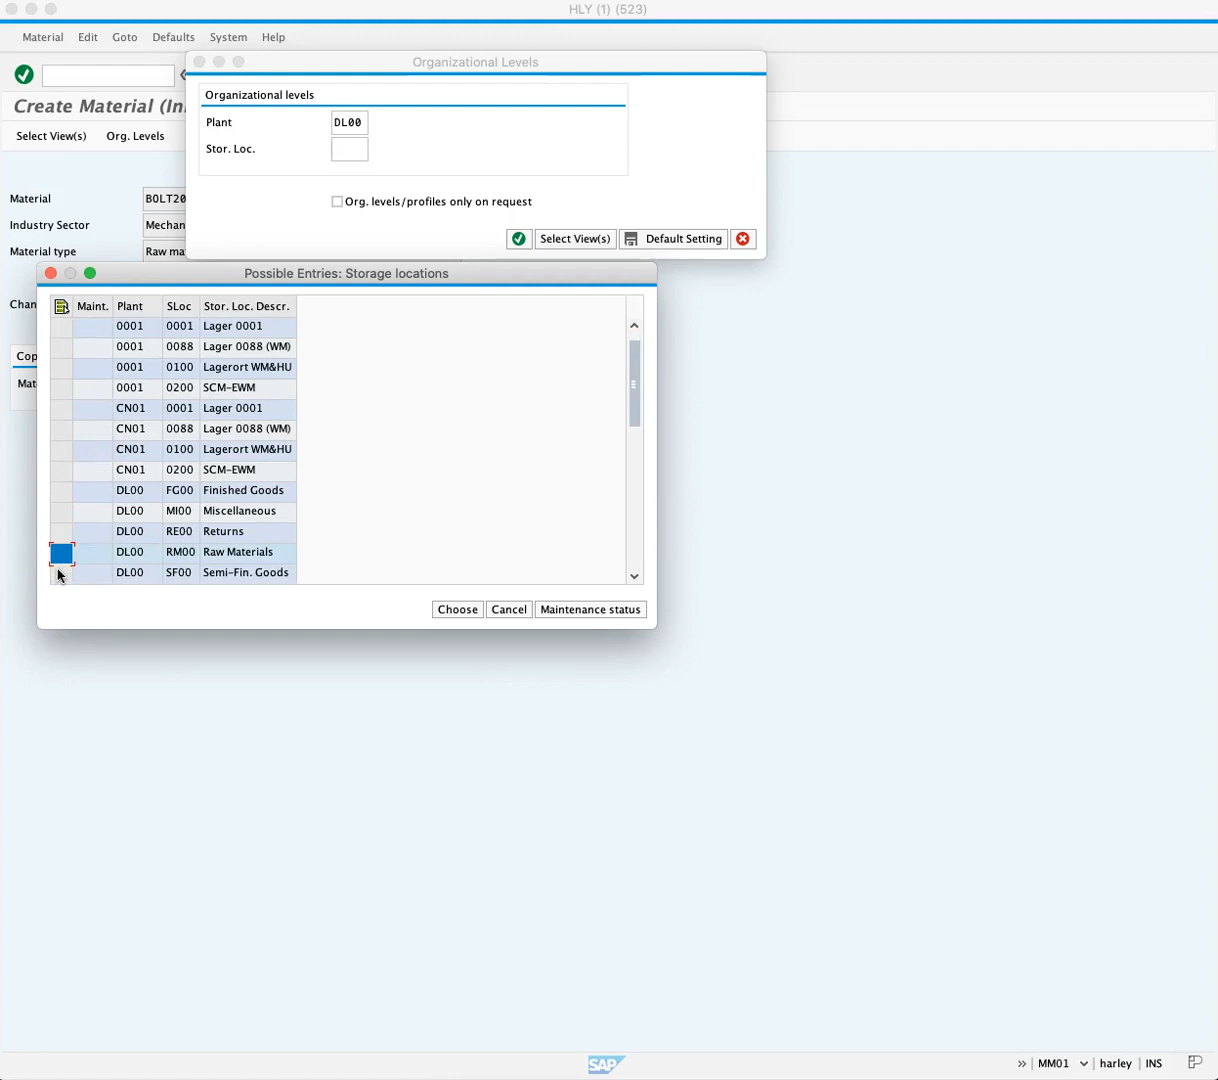 HLY (1) (523)
Material Edit Goto Defaults System Help
Organizational Levels
Organizational levels
Create Material (In
Plant DL00
Select View(s) Org. Levels
Stor. Loc.
Material BOLT20
Org. levels/profiles only on request
Industry Sector Mechan
Select View(s) Default Setting
Material type Raw ma
Possible Entries: Storage locations
Chan
Cop
Mat
Maint. Plant SLoc Stor. Loc. Descr.
0001 0001 Lager 0001
0001 0088 Lager 0088 (WM)
0001 0100 Lagerort WM&HU
0001 0200 SCM-EWM
CN01 0001 Lager 0001
CN01 0088 Lager 0088 (WM)
CN01 0100 Lagerort WM&HU
CN01 0200 SCM-EWM
DL00 FG00 Finished Goods
DL00 MI00 Miscellaneous
DL00 RE00 Returns
DL00 RM00 Raw Materials
DL00 SF00 Semi-Fin. Goods
Choose Cancel Maintenance status
SAP
MM01 harley INS